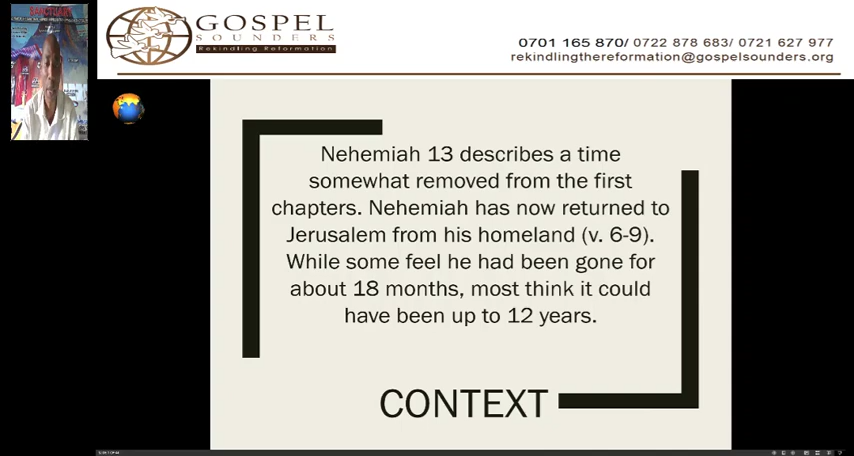 SANCTUARY
GOSPEL
SOUNDERS
Rekindling Reformation
0701 165 870/ 0722 878 683/ 0721 627 977
rekindlingthereformation@gospelsounders.org
Nehemiah 13 describes a time
somewhat removed from the first
chapters. Nehemiah has now returned to
Jerusalem from his homeland (v. 6-9).
While some feel he had been gone for
about 18 months, most think it could
have been up to 12 years.
CONTEXT